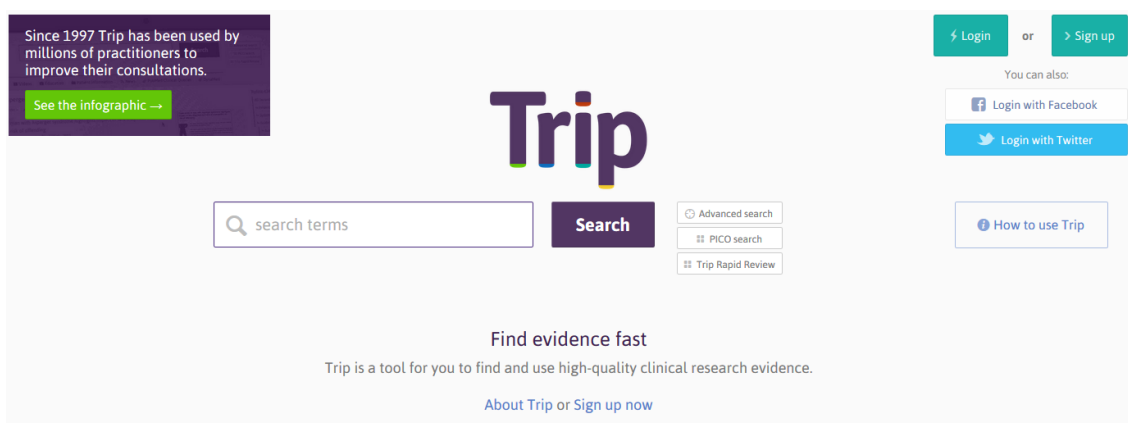 Since 1997 Trip has been used by
millions of practitioners to
improve their consultations.
See the infographic →
Login or > Sign up
You can also:
Login with Facebook
Login with Twitter
Trip
search terms
Search
Advanced search
PICO search
Trip Rapid Review
How to use Trip
Find evidence fast
Trip is a tool for you to find and use high-quality clinical research evidence.
About Trip or Sign up now